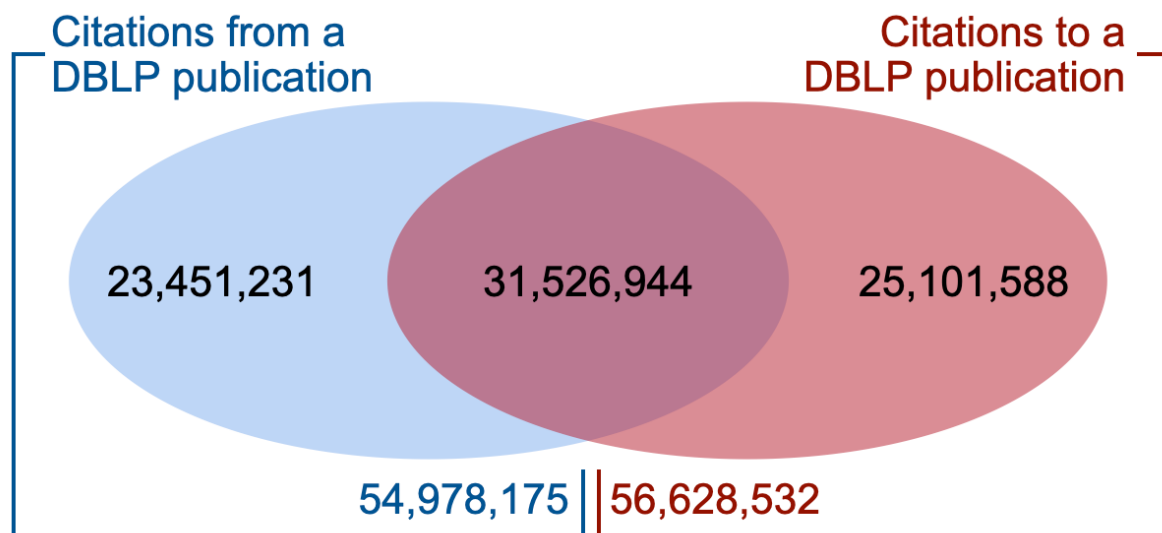 Citations from a
DBLP publication
Citations to a
DBLP publication
23,451,231
31,526,944
25,101,588
54,978,175
56,628,532